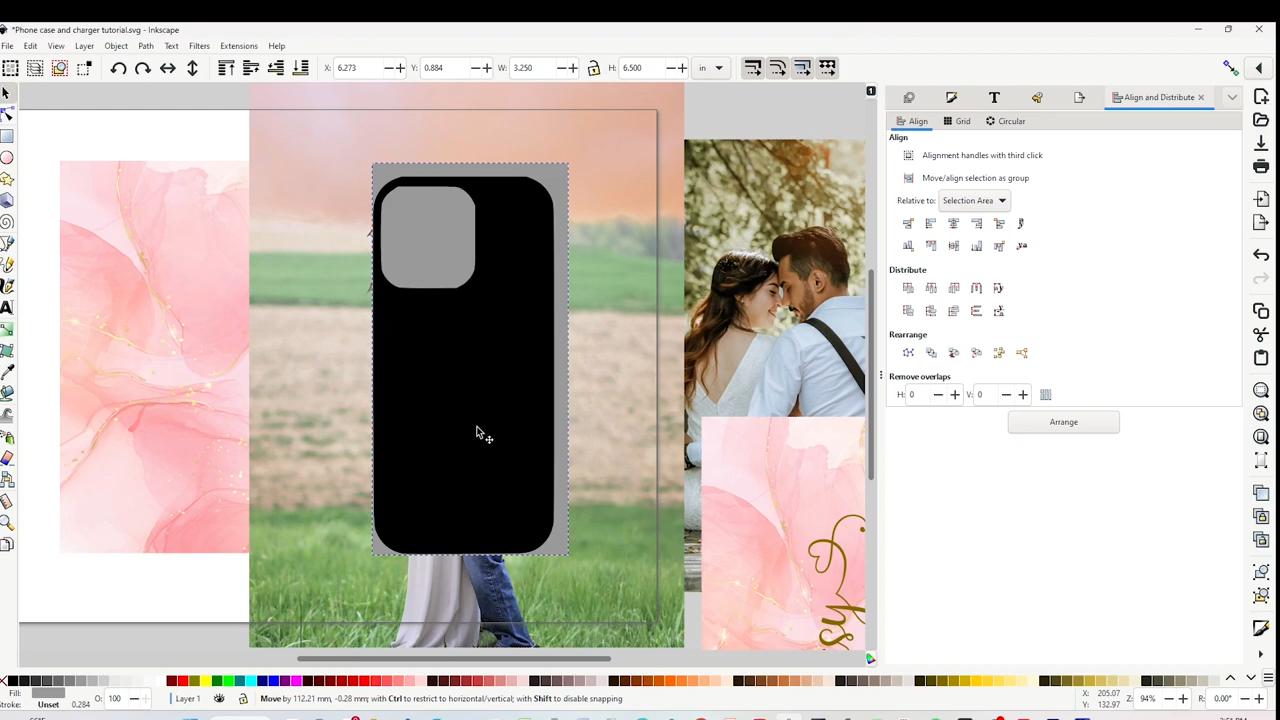 *Phone case and charger tutorial.svg - Inkscape
File Edit View Layer Object Path Text Filters Extensions Help
X: 6.273 Y: 0.884 W: 3.250 H: 6.500 in
1
Align and Distribute
Align Grid Circular
Align
Alignment handles with third click
Move/align selection as group
Relative to: Selection Area
Distribute
Rearrange
Remove overlaps
H: 0 V: 0
Arrange
sy
Fill: O: 100 Layer 1 Move by 112.21 mm, -0.28 mm; with Ctrl to restrict to horizontal/vertical; with Shift to disable snapping X: 205.07 Z: 94% R: 0.00°
Stroke: Unset 0.284 Y: 132.97